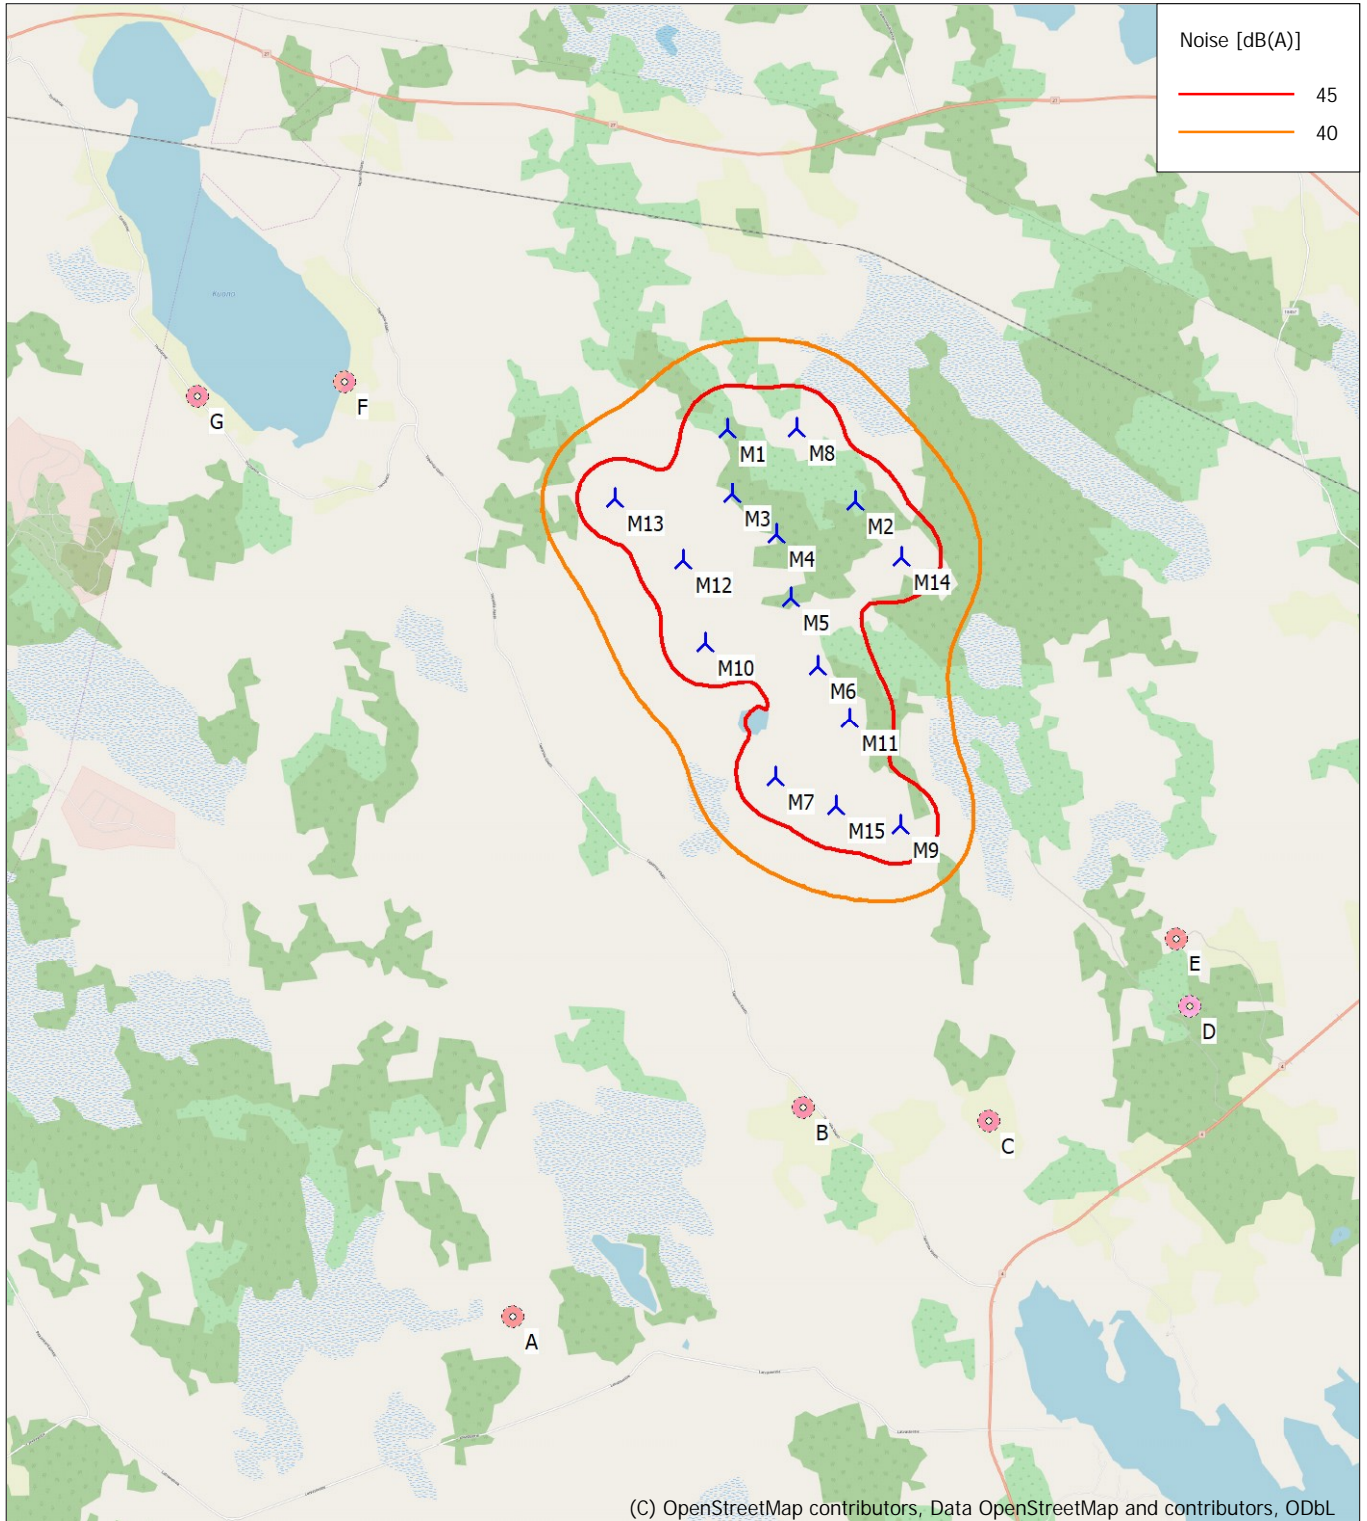 Noise [dB(A)]
45
40
F
G
M1
M8
M13
M3
M2
M4
M12
M14
M5
M10
M6
M11
M7
M15
M9
E
D
B
C
A
(C) OpenStreetMap contributors, Data OpenStreetMap and contributors, ODbL